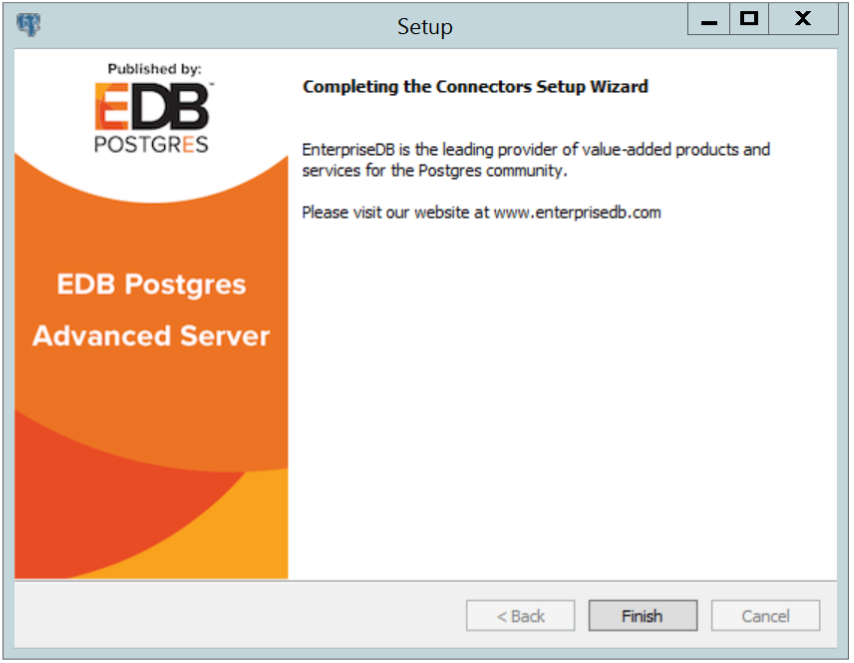 Setup
Published by:
EDB
POSTGRES
EDB Postgres
Advanced Server
Completing the Connectors Setup Wizard
EnterpriseDB is the leading provider of value-added products and
services for the Postgres community.
Please visit our website at www.enterprisedb.com
< Back
Finish
Cancel